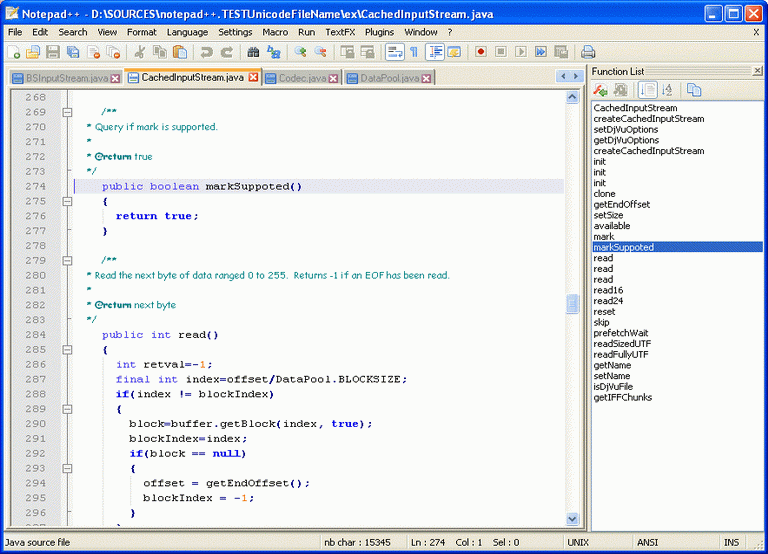 Notepad++ - D:\SOURCES\notepad++.TESTUnicodeFileName\ex\CachedInputStream.java
File Edit Search View Format Language Settings Macro Run TextFX Plugins Window ? X
BSInputStream.java CachedInputStream.java Codec.java DataPool.java
268
269 /**
270 * Query if mark is supported.
271 *
272 * @return true
273 */
274 public boolean markSuppoted()
275 {
276 return true;
277 }
278
279 /**
280 * Read the next byte of data ranged 0 to 255. Returns -1 if an EOF has been read.
281 *
282 * @return next byte
283 */
284 public int read()
285 {
286 int retval=-1;
287 final int index=offset/DataPool.BLOCKSIZE;
288 if(index != blockIndex)
289 {
290 block=buffer.getBlock(index, true);
291 blockIndex=index;
292 if(block == null)
293 {
294 offset = getEndOffset();
295 blockIndex = -1;
296 }
Function List
CachedInputStream
createCachedInputStream
setDjVuOptions
getDjVuOptions
createCachedInputStream
init
init
init
clone
getEndOffset
setSize
available
mark
markSuppoted
read
read
read
read16
read24
reset
skip
prefetchWait
readSizedUTF
readFullyUTF
getName
setName
isDjVuFile
getIFFChunks
Java source file nb char : 15345 Ln : 274 Col : 1 Sel : 0 UNIX ANSI INS